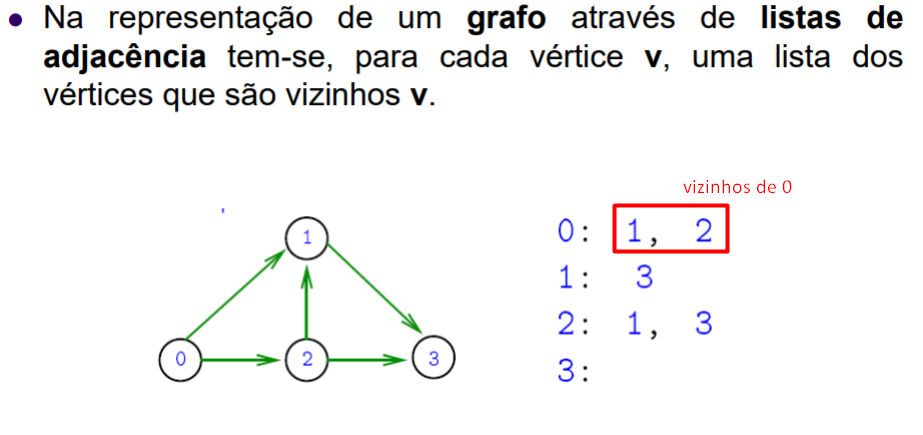 • Na representação de um grafo através de listas de
adjacência tem-se, para cada vértice v, uma lista dos
vértices que são vizinhos v.
vizinhos de 0
0: 1, 2
1: 3
2: 1, 3
3:
1
0
2
3